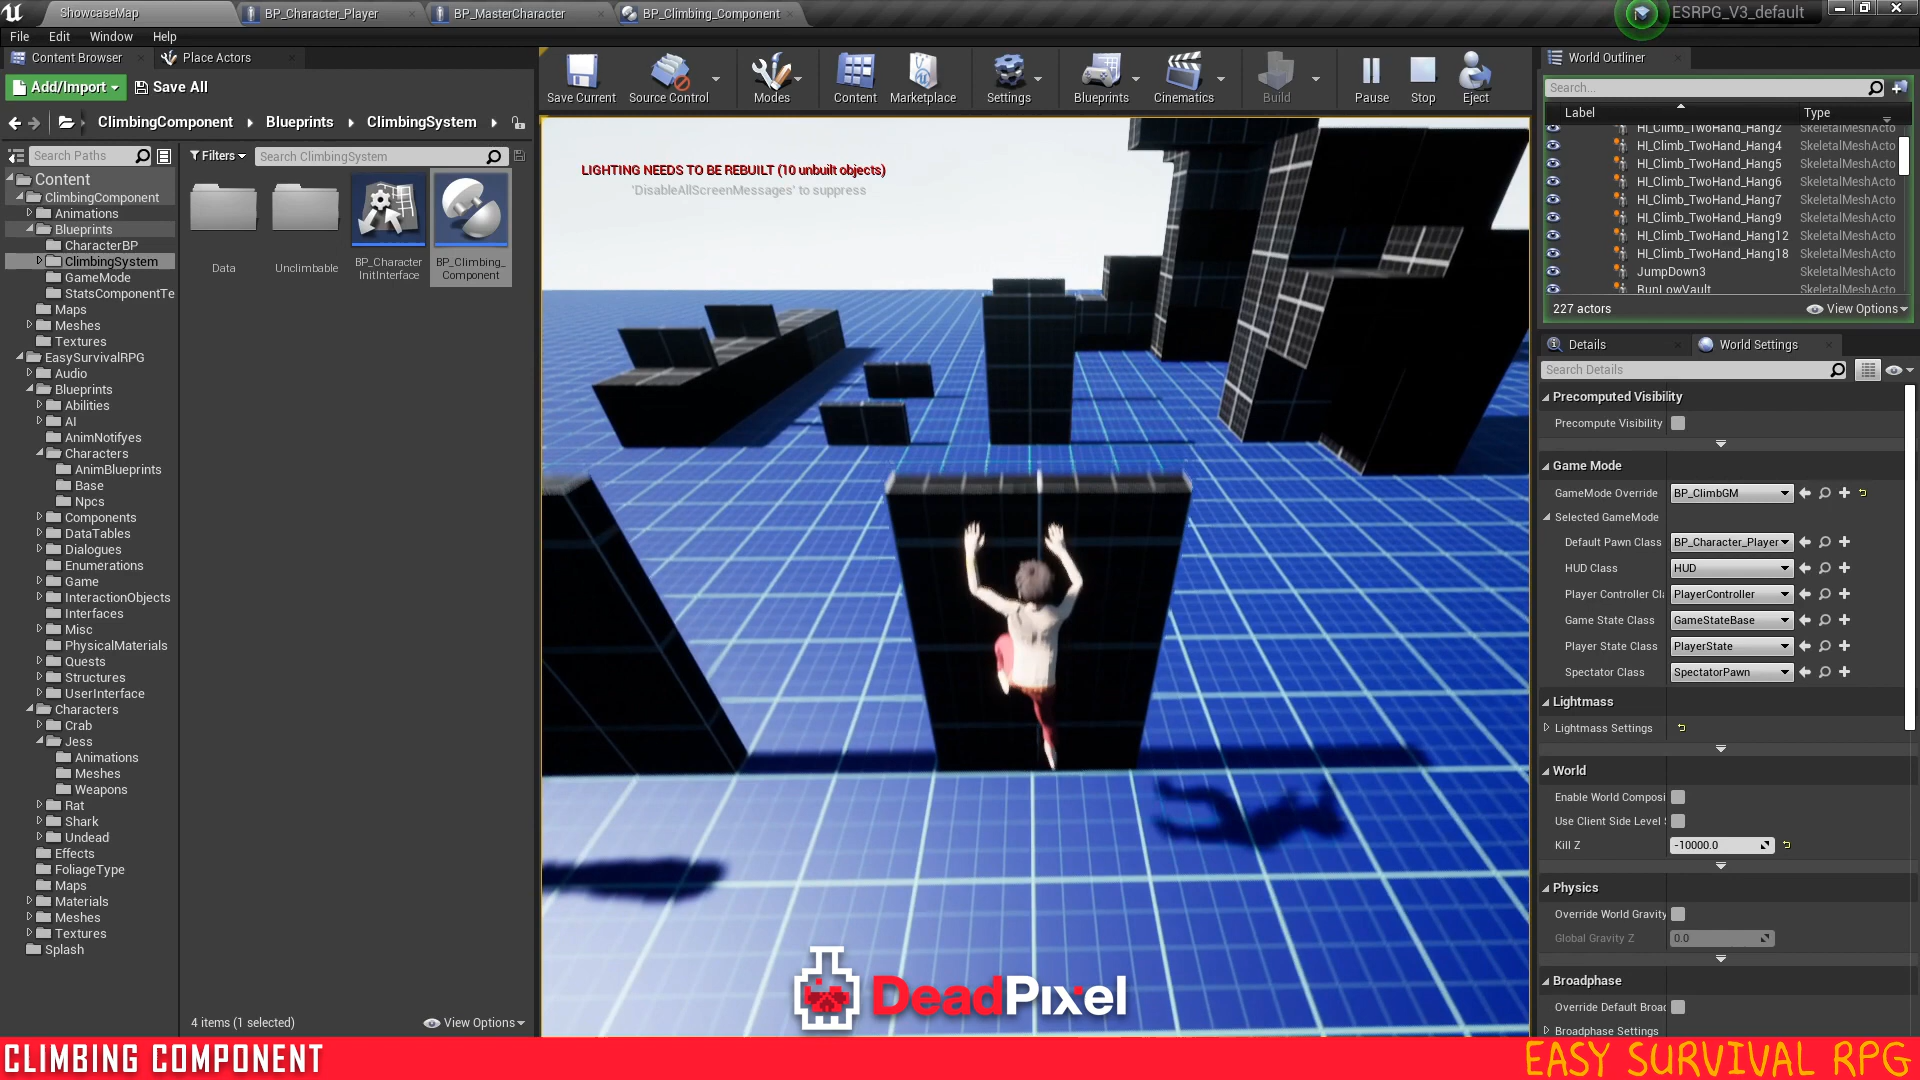 ShowcaseMap
BP_Character_Player
BP_MasterCharacter
BP_Climbing_Component
ESRPG_V3_default
File Edit Window Help
Content Browser
Place Actors
Add/Import
Save All
ClimbingComponent
Blueprints
ClimbingSystem
Search Paths
Filters
Search ClimbingSystem
Content
ClimbingComponent
Animations
Blueprints
CharacterBP
ClimbingSystem
GameMode
StatsComponentTe
Maps
Meshes
Textures
EasySurvivalRPG
Audio
Blueprints
Abilities
AI
AnimNotifyes
Characters
AnimBlueprints
Base
Npcs
Components
DataTables
Dialogues
Enumerations
Game
InteractionObjects
Interfaces
Misc
PhysicalMaterials
Quests
Structures
UserInterface
Characters
Crab
Jess
Animations
Meshes
Weapons
Rat
Shark
Undead
Effects
FoliageType
Maps
Materials
Meshes
Textures
Splash
Data
Unclimbable
BP_Character
InitInterface
BP_Climbing_
Component
4 items (1 selected)
View Options
Save Current
Source Control
Modes
Content
Marketplace
Settings
Blueprints
Cinematics
Build
Pause
Stop
Eject
LIGHTING NEEDS TO BE REBUILT (10 unbuilt objects)
'DisableAllScreenMessages' to suppress
DeadPixel
World Outliner
Search...
Label Type
HI_Climb_TwoHand_Hang2 SkeletalMeshActo
HI_Climb_TwoHand_Hang4 SkeletalMeshActo
HI_Climb_TwoHand_Hang5 SkeletalMeshActo
HI_Climb_TwoHand_Hang6 SkeletalMeshActo
HI_Climb_TwoHand_Hang7 SkeletalMeshActo
HI_Climb_TwoHand_Hang9 SkeletalMeshActo
HI_Climb_TwoHand_Hang12 SkeletalMeshActo
HI_Climb_TwoHand_Hang18 SkeletalMeshActo
JumpDown3 SkeletalMeshActo
RunLowVault SkeletalMeshActo
227 actors
View Options
Details
World Settings
Search Details
Precomputed Visibility
Precompute Visibility
Game Mode
GameMode Override BP_ClimbGM
Selected GameMode
Default Pawn Class BP_Character_Player
HUD Class HUD
Player Controller Cl PlayerController
Game State Class GameStateBase
Player State Class PlayerState
Spectator Class SpectatorPawn
Lightmass
Lightmass Settings
World
Enable World Composi
Use Client Side Level
Kill Z -10000.0
Physics
Override World Gravity
Global Gravity Z 0.0
Broadphase
Override Default Broad
Broadphase Settings
CLIMBING COMPONENT
EASY SURVIVAL RPG